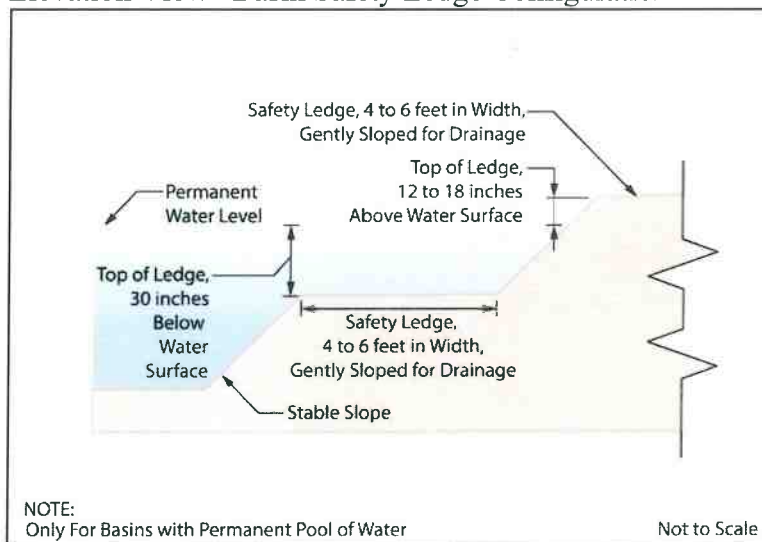 Safety Ledge, 4 to 6 feet in Width,
Gently Sloped for Drainage
Top of Ledge,
12 to 18 inches
Above Water Surface
Permanent
Water Level
Top of Ledge,
30 inches
Below
Water
Surface
Safety Ledge,
4 to 6 feet in Width,
Gently Sloped for Drainage
Stable Slope
NOTE:
Only For Basins with Permanent Pool of Water
Not to Scale